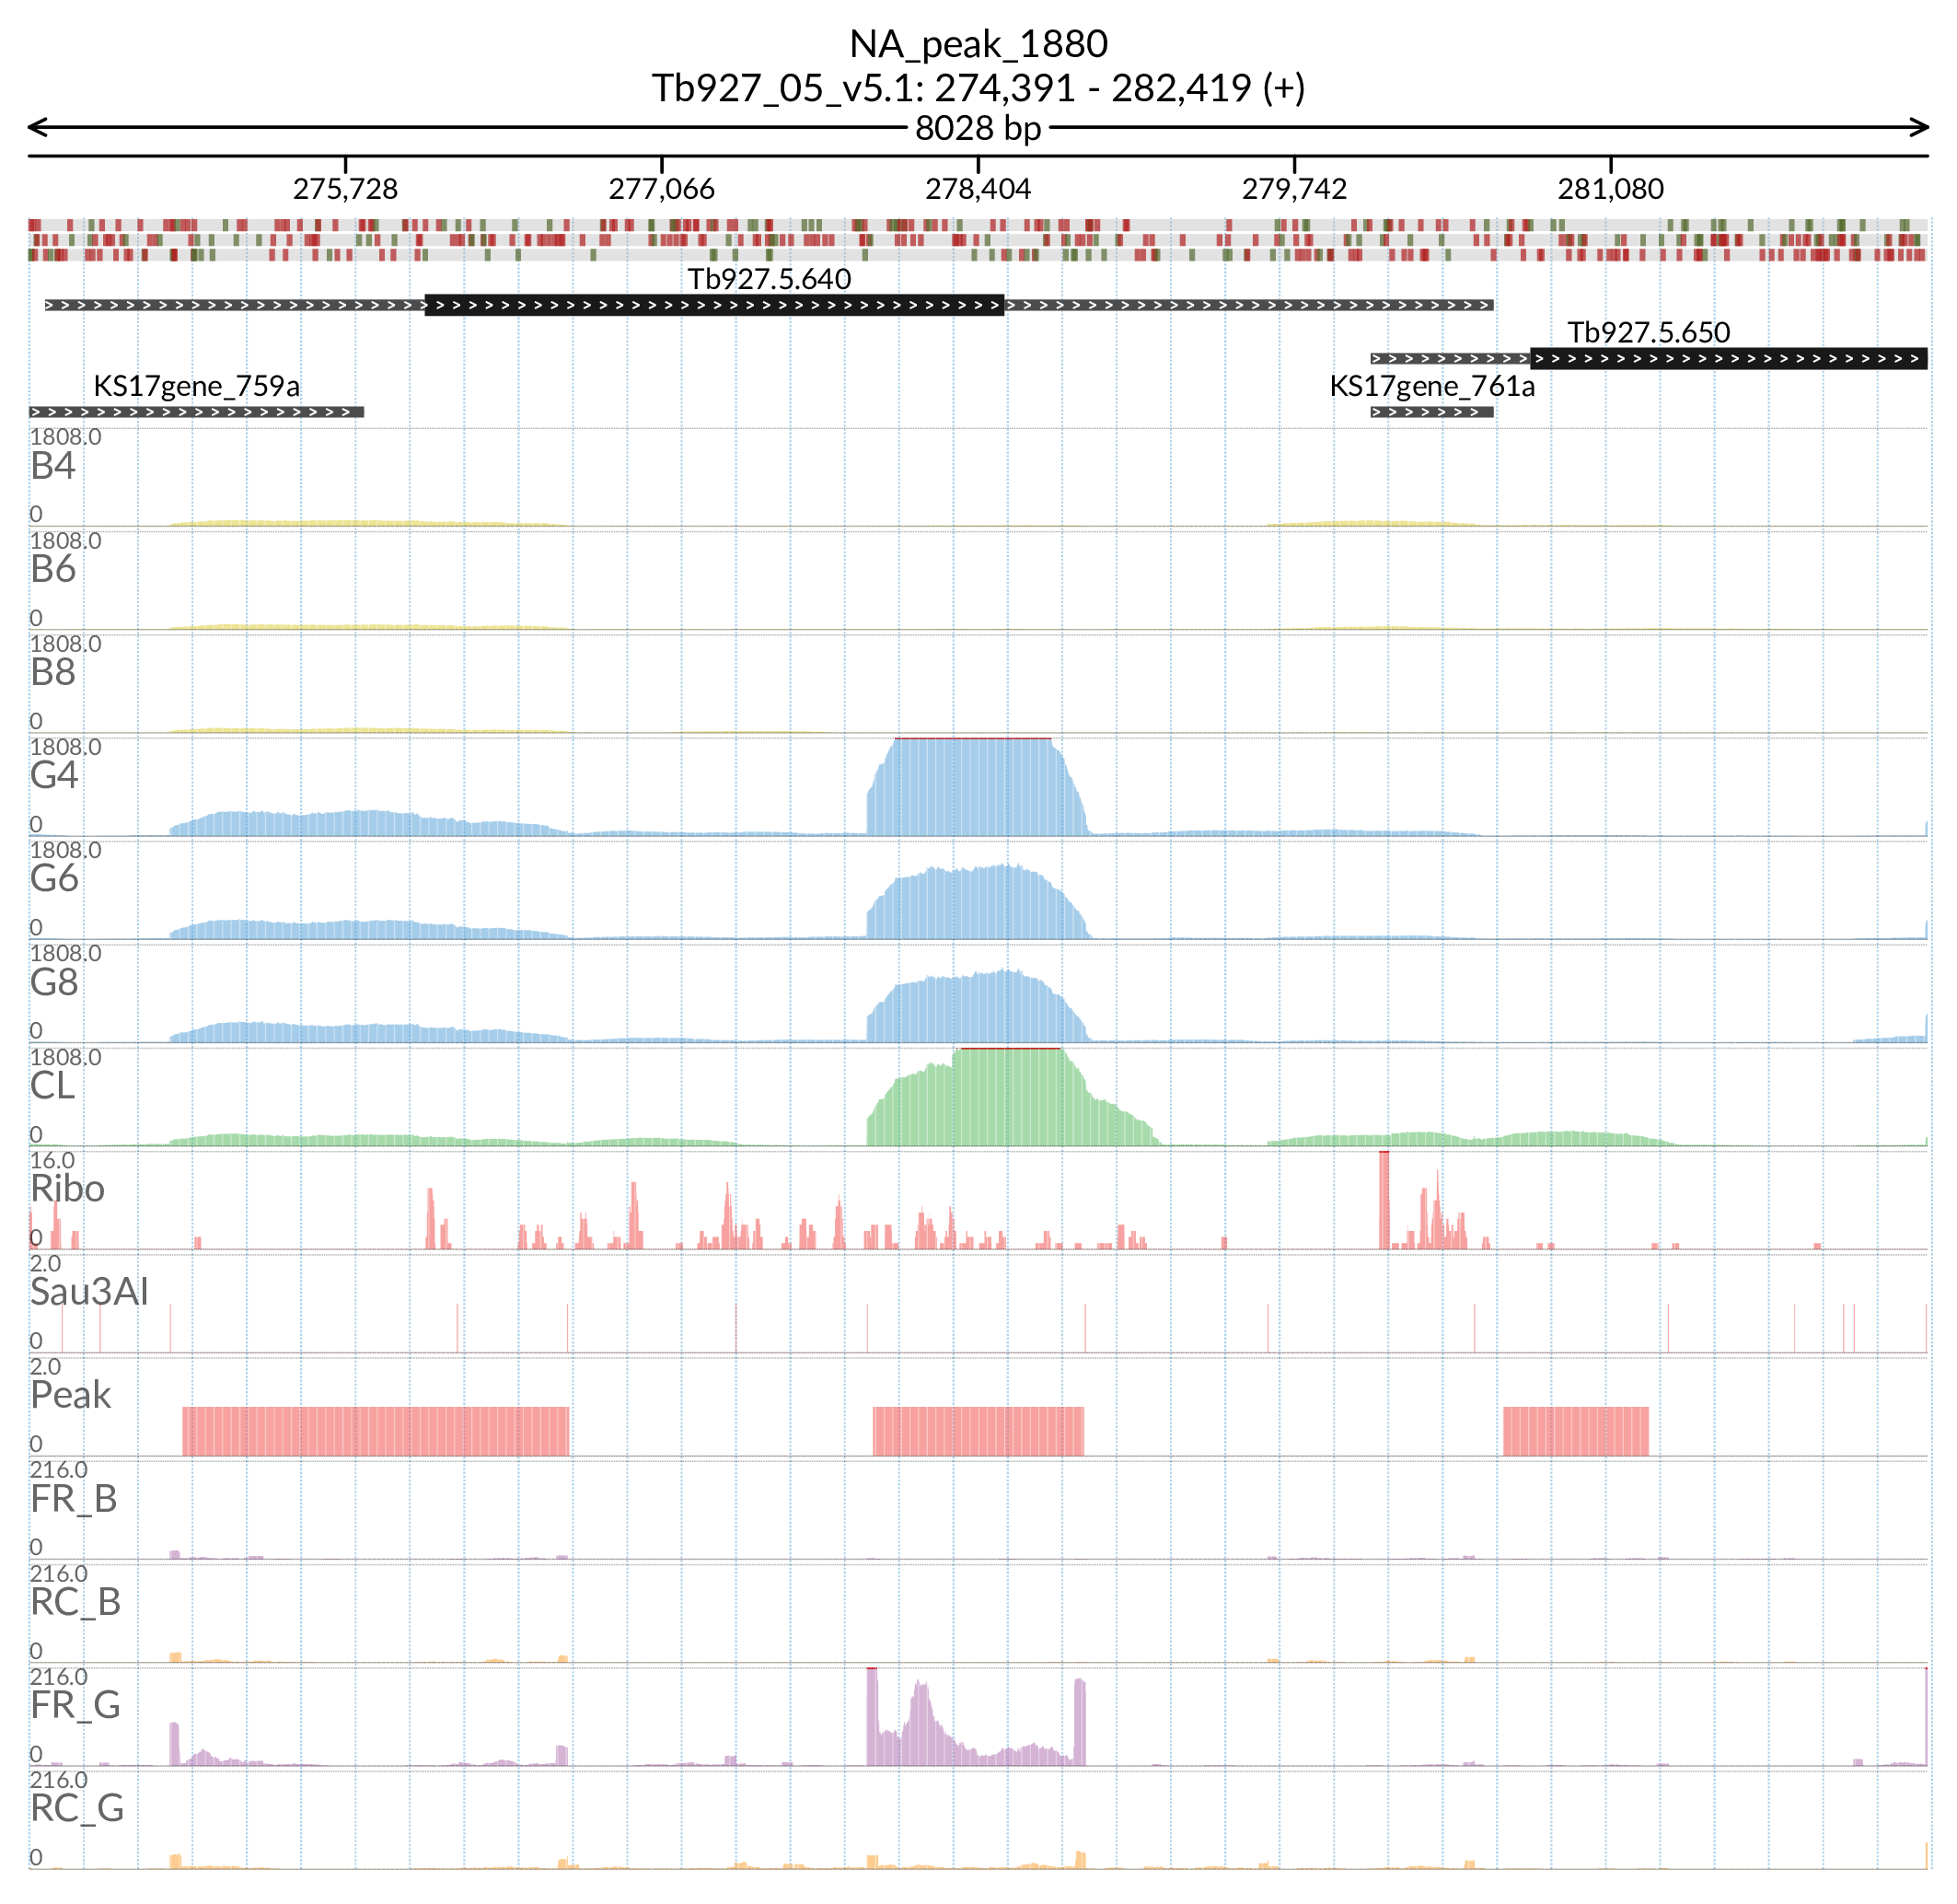 NA_peak_1880
Tb927_05_v5.1: 274,391 - 282,419 (+)
8028 bp
275,728 277,066 278,404 279,742 281,080
Tb927.5.640
Tb927.5.650
KS17gene_759a KS17gene_761a
1808.0
B4
0
1808.0
B6
0
1808.0
B8
0
1808.0
G4
0
1808.0
G6
0
1808.0
G8
0
1808.0
CL
0
16.0
Ribo
0
2.0
Sau3AI
0
2.0
Peak
0
216.0
FR_B
0
216.0
RC_B
0
216.0
FR_G
0
216.0
RC_G
0